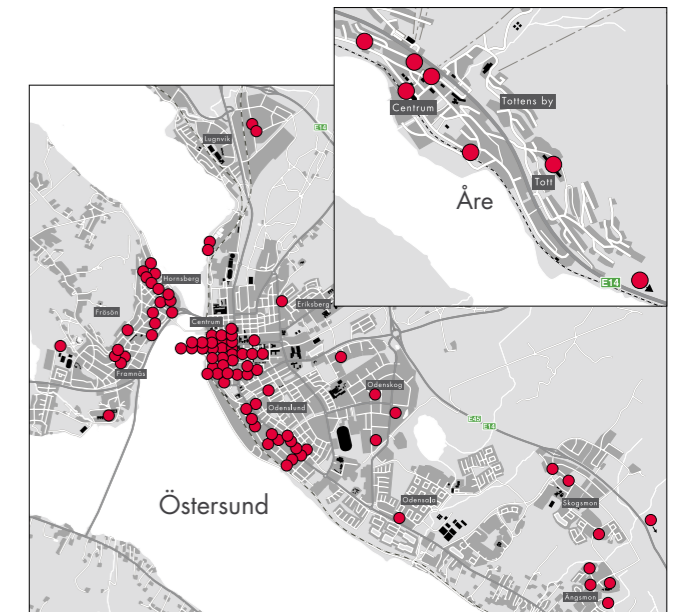 Tottens by
Centrum
Tott
Åre
E14
E14
Lugnvik
Hornsberg
Eriksberg
Frösön
Centrum
Framnäs
Odenskog
Odenslund
E45
E14
Östersund
Odensala
Skogsmon
Ängsmon